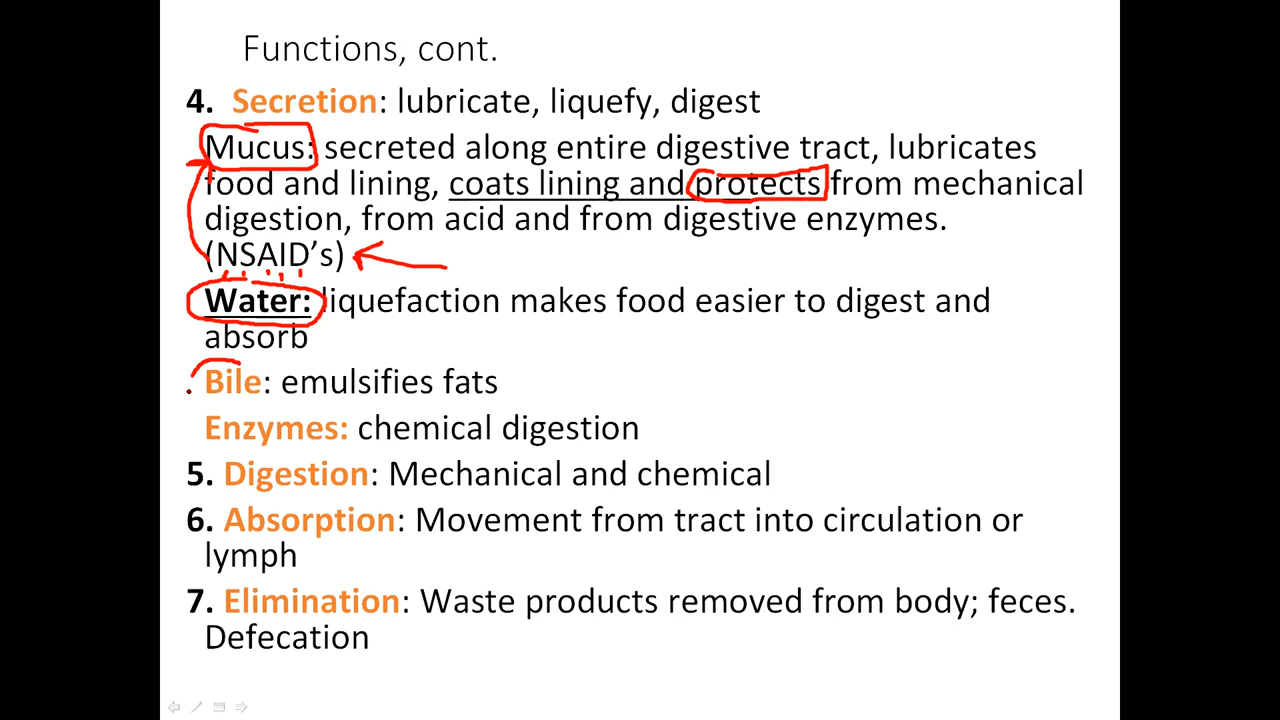 Functions, cont.
4. Secretion: lubricate, liquefy, digest
Mucus: secreted along entire digestive tract, lubricates
food and lining, coats lining and protects from mechanical
digestion, from acid and from digestive enzymes.
(NSAID’s)
Water: liquefaction makes food easier to digest and
absorb
Bile: emulsifies fats
Enzymes: chemical digestion
5. Digestion: Mechanical and chemical
6. Absorption: Movement from tract into circulation or
lymph
7. Elimination: Waste products removed from body; feces.
Defecation